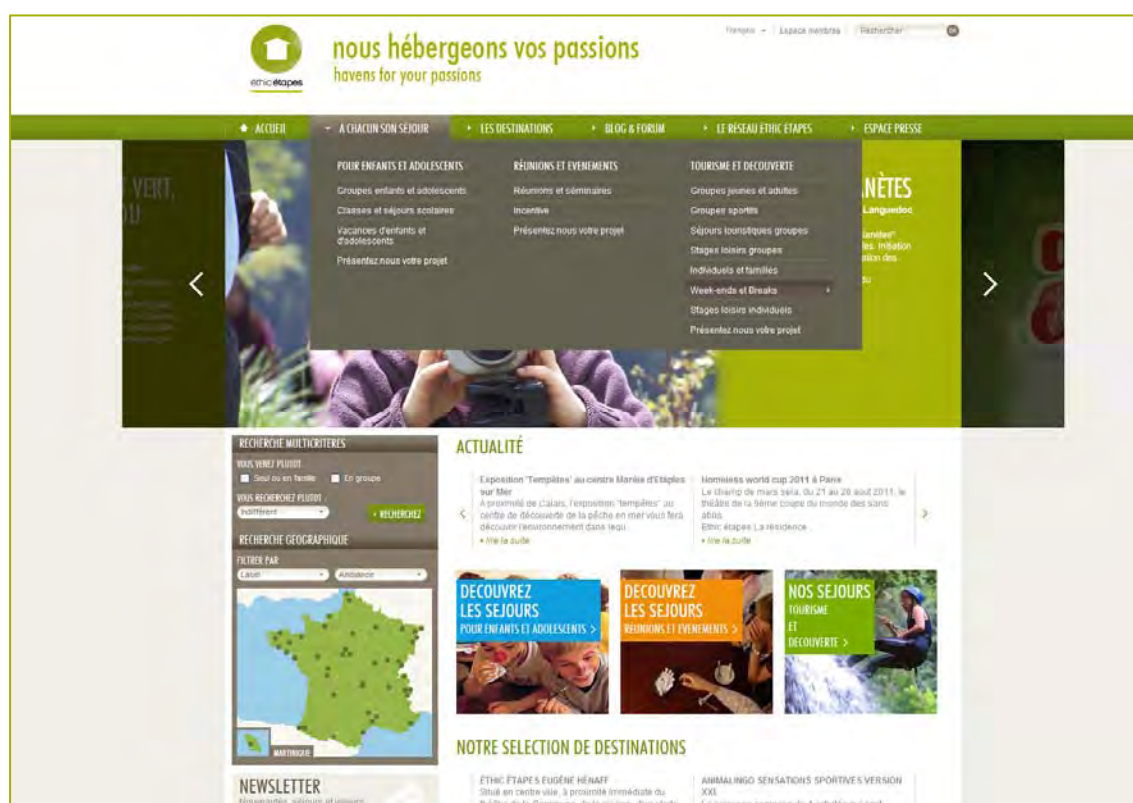 ethic étapes
nous hébergeons vos passions
havens for your passions
Français
Espace membres
Rechercher
OK
ACCUEIL
A CHACUN SON SÉJOUR
LES DESTINATIONS
BLOG & FORUM
LE RÉSEAU ETHIC ETAPES
ESPACE PRESSE
POUR ENFANTS ET ADOLESCENTS
Groupes enfants et adolescents
Classes et séjours scolaires
Vacances d'enfants et
d'adolescents
Présentez nous votre projet
RÉUNIONS ET EVENEMENTS
Réunions et séminaires
Incentive
Présentez nous votre projet
TOURISME ET DECOUVERTE
Groupes jeunes et adultes
Groupes sportifs
Séjours touristiques groupes
Stages loisirs groupes
Individuels et familles
Week-ends et Breaks
Stages loisirs individuels
Présentez nous votre projet
VERT,
NÈTES
Languedoc
Initiation
RECHERCHE MULTICRITERES
VOUS VENEZ PLUTOT
Seul ou en famille
En groupe
VOUS RECHERCHEZ PLUTOT
Indifférent
RECHERCHEZ
RECHERCHE GEOGRAPHIQUE
FILTRER PAR
Label
Ambiance
MARTINIQUE
NEWSLETTER
ACTUALITÉ
Exposition 'Tempêtes' au centre Maréis d'Etaples
sur Mer
A proximité de Calais, l'exposition "tempêtes" au
centre de découverte de la pêche en mer vous fera
découvrir l'environnement dans lequ...
lire la suite
Homeless world cup 2011 à Paris
Le champ de mars sera, du 21 au 28 août 2011, le
théâtre de la 9ème coupe du monde des sans
abris.
Ethic étapes La résidence...
lire la suite
DECOUVREZ
LES SEJOURS
POUR ENFANTS ET ADOLESCENTS >
DECOUVREZ
LES SEJOURS
REUNIONS ET EVENEMENTS >
NOS SEJOURS
TOURISME
ET
DECOUVERTE >
NOTRE SELECTION DE DESTINATIONS
ÉTHIC ÉTAPES EUGÈNE HÉNAFF
Situé en centre ville, à proximité immédiate du
ANIMALINGO SENSATIONS SPORTIVES VERSION
XXL